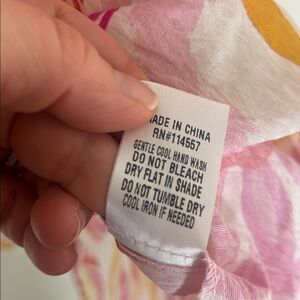 MADE IN CHINA
RN#114567
GENTLE COOL HAND WASH
DO NOT BLEACH
DRY FLAT IN SHADE
DO NOT TUMBLE DRY
COOL IRON IF NEEDED